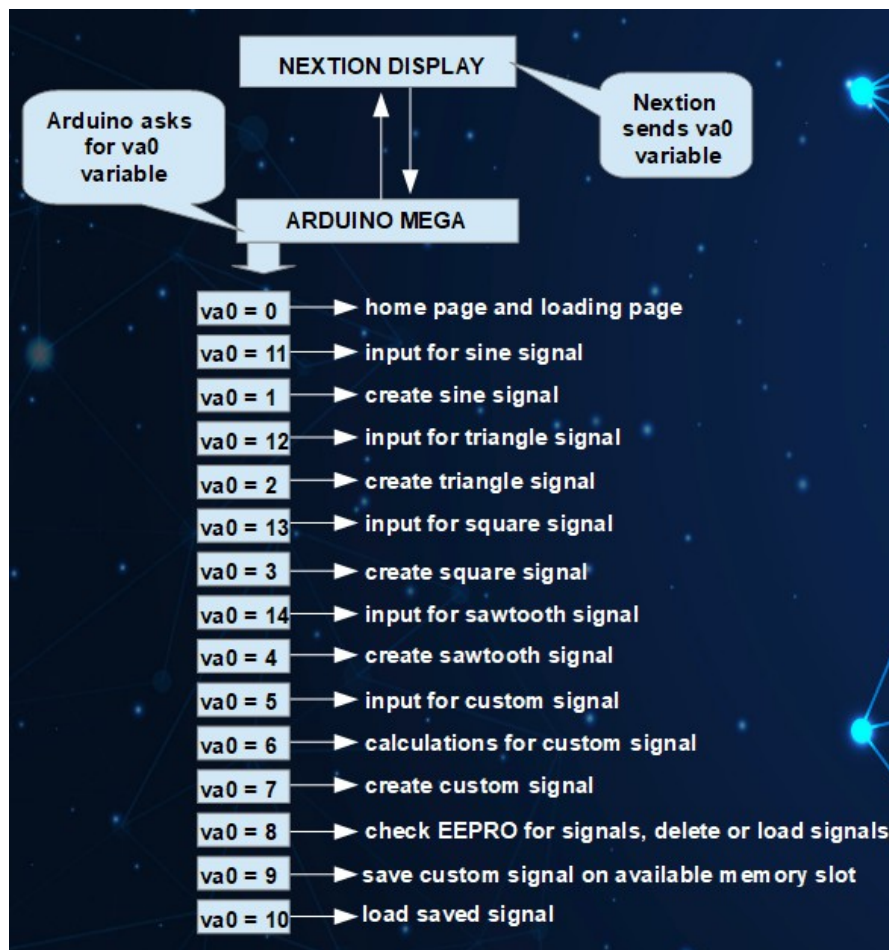 NEXTION DISPLAY
Arduino asks
for va0
variable
Nextion
sends va0
variable
ARDUINO MEGA
va0 = 0 home page and loading page
va0 = 11 input for sine signal
va0 = 1 create sine signal
va0 = 12 input for triangle signal
va0 = 2 create triangle signal
va0 = 13 input for square signal
va0 = 3 create square signal
va0 = 14 input for sawtooth signal
va0 = 4 create sawtooth signal
va0 = 5 input for custom signal
va0 = 6 calculations for custom signal
va0 = 7 create custom signal
va0 = 8 check EEPRO for signals, delete or load signals
va0 = 9 save custom signal on available memory slot
va0 = 10 load saved signal